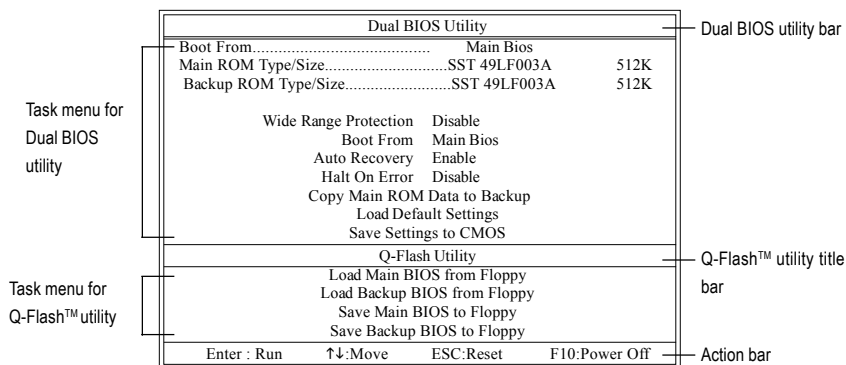 Dual BIOS Utility
Dual BIOS utility bar
Boot From.......................................... Main Bios
Main ROM Type/Size.............................SST 49LF003A 512K
Backup ROM Type/Size.........................SST 49LF003A 512K
Task menu for
Dual BIOS
utility
Wide Range Protection Disable
Boot From Main Bios
Auto Recovery Enable
Halt On Error Disable
Copy Main ROM Data to Backup
Load Default Settings
Save Settings to CMOS
Q-Flash Utility
Q-Flash™ utility title
bar
Task menu for
Q-Flash™ utility
Load Main BIOS from Floppy
Load Backup BIOS from Floppy
Save Main BIOS to Floppy
Save Backup BIOS to Floppy
Enter : Run ↑↓:Move ESC:Reset F10:Power Off
Action bar